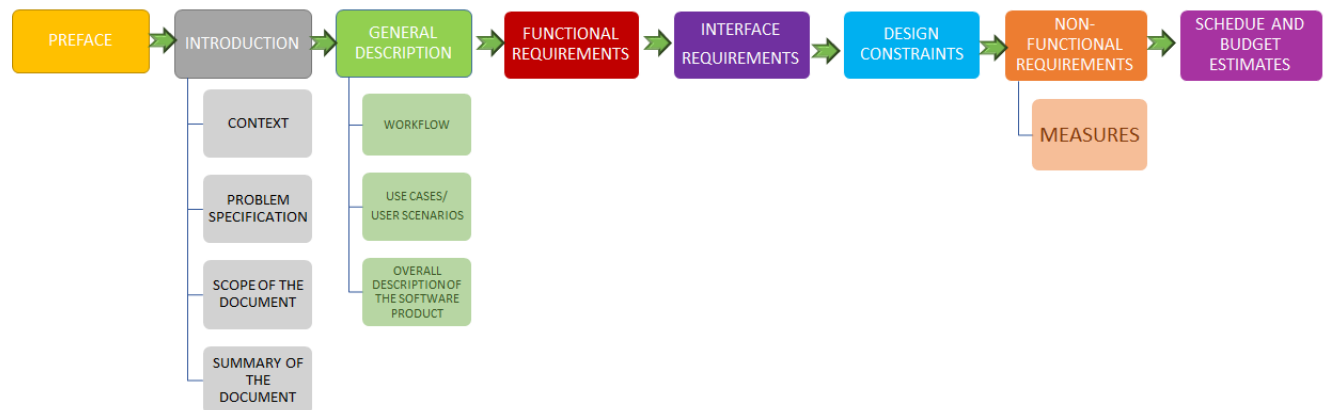 PREFACE
INTRODUCTION
GENERAL
DESCRIPTION
FUNCTIONAL
REQUIREMENTS
INTERFACE
REQUIREMENTS
DESIGN
CONSTRAINTS
NON-
FUNCTIONAL
REQUIREMENTS
SCHEDUE AND
BUDGET
ESTIMATES
CONTEXT
PROBLEM
SPECIFICATION
SCOPE OF THE
DOCUMENT
SUMMARY OF
THE
DOCUMENT
WORKFLOW
USE CASES/
USER SCENARIOS
OVERALL
DESCRIPTION OF
THE SOFTWARE
PRODUCT
MEASURES